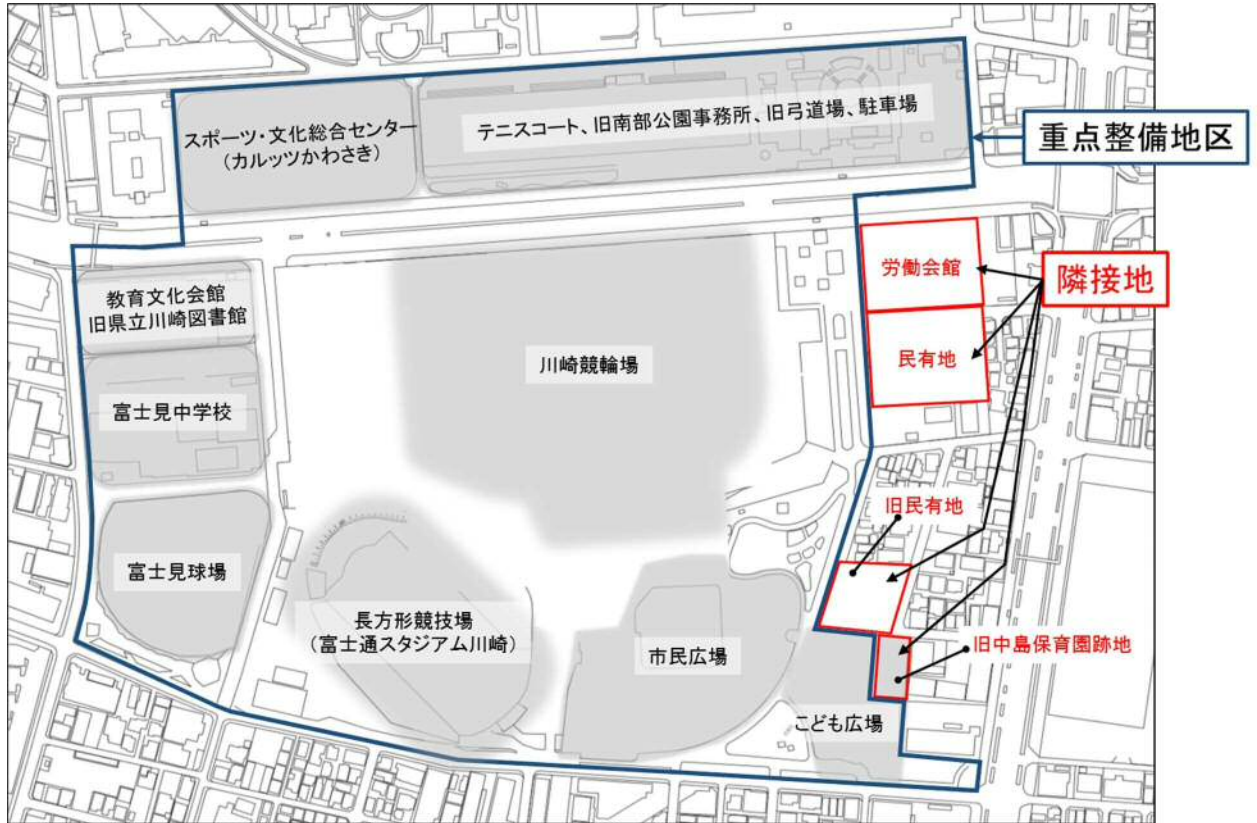 スポーツ・文化総合センター
(カルッツかわさき)
テニスコート、旧南部公園事務所、旧弓道場、駐車場
重点整備地区
労働会館
隣接地
教育文化会館
旧県立川崎図書館
川崎競輪場
民有地
富士見中学校
旧民有地
富士見球場
長方形競技場
(富士通スタジアム川崎)
市民広場
旧中島保育園跡地
こども広場